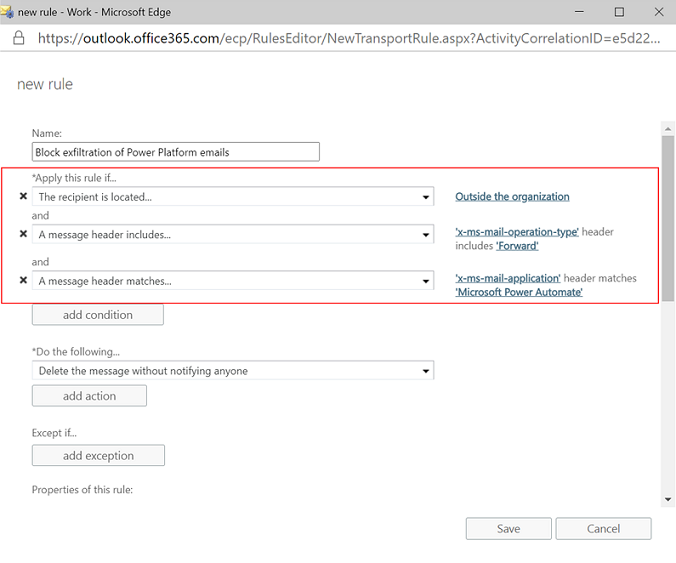 new rule - Work - Microsoft Edge
https://outlook.office365.com/ecp/RulesEditor/NewTransportRule.aspx?ActivityCorrelationID=e5d22...
new rule
Name:
Block exfiltration of Power Platform emails
*Apply this rule if...
The recipient is located... Outside the organization
and
A message header includes... 'x-ms-mail-operation-type' header
includes 'Forward'
and
A message header matches... 'x-ms-mail-application' header matches
'Microsoft Power Automate'
add condition
*Do the following...
Delete the message without notifying anyone
add action
Except if...
add exception
Properties of this rule:
Save Cancel